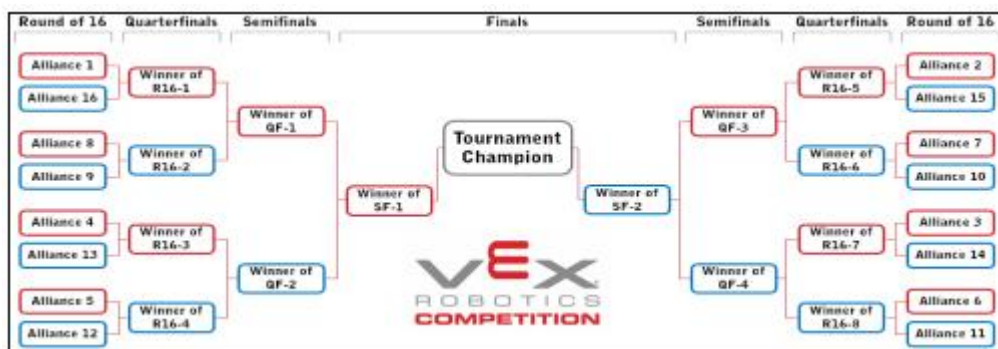 Round of 16 Quarterfinals Semifinals Finals Semifinals Quarterfinals Round of 16
Alliance 1
Alliance 16
Alliance 8
Alliance 9
Alliance 4
Alliance 13
Alliance 5
Alliance 12
Winner of
R16-1
Winner of
R16-2
Winner of
R16-3
Winner of
R16-4
Winner of
QF-1
Winner of
QF-2
Winner of
SF-1
Tournament
Champion
VEX
ROBOTICS
COMPETITION
Winner of
SF-2
Winner of
QF-3
Winner of
QF-4
Winner of
R16-5
Winner of
R16-6
Winner of
R16-7
Winner of
R16-8
Alliance 2
Alliance 15
Alliance 7
Alliance 10
Alliance 3
Alliance 14
Alliance 6
Alliance 11